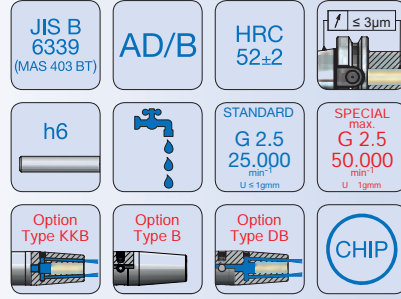 JIS B
6339
(MAS 403 BT)
AD/B
HRC
52±2
≤ 3µm
h6
STANDARD
G 2.5
25.000
min⁻¹
U ≤ 1gmm
SPECIAL
max.
G 2.5
50.000
min⁻¹
U 1gmm
Option
Type KKB
Option
Type B
Option
Type DB
CHIP